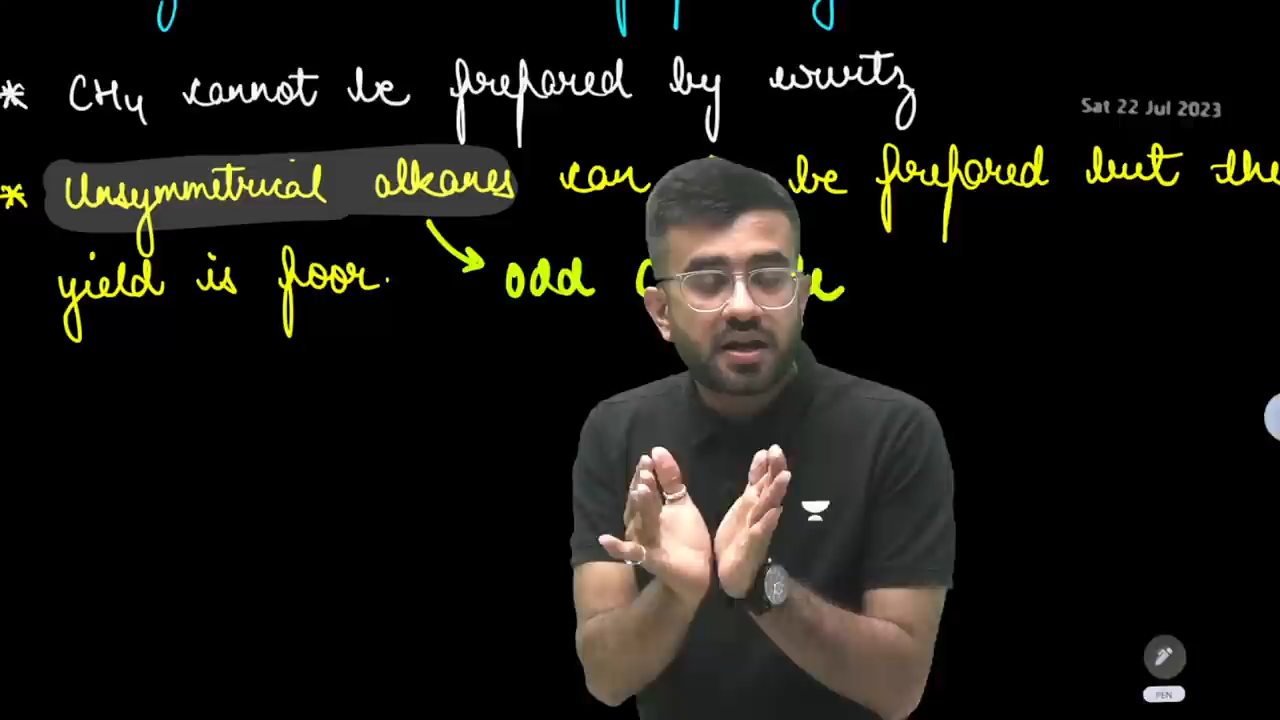 * CH4 cannot be prepared by wurtz
Sat 22 Jul 2023
* Unsymmetrical alkanes can be prepared but the
yield is poor. → odd
PEN